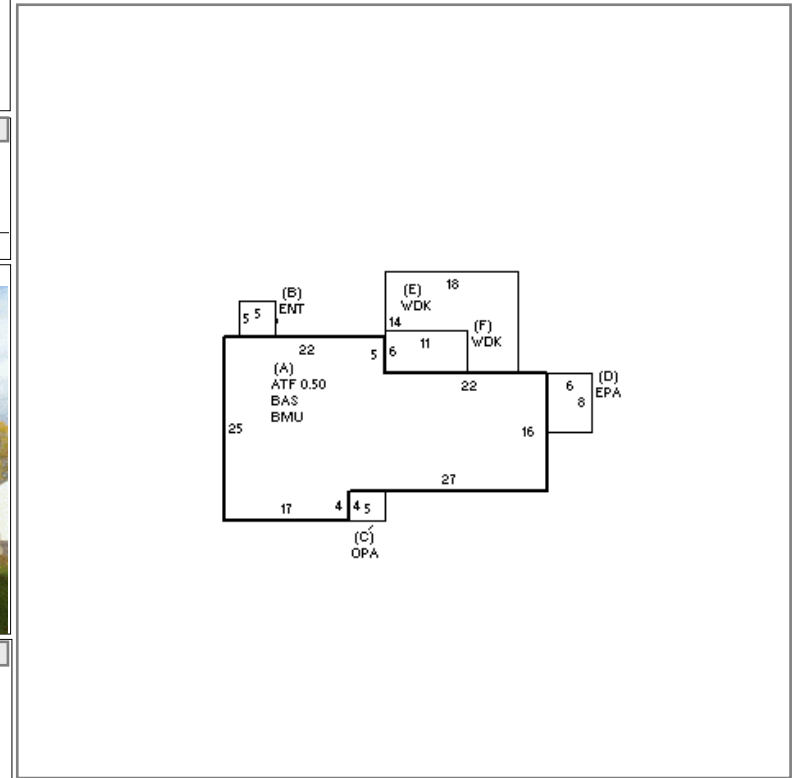 18
(E)
WDK
(B)
ENT
5 5
14
(F)
WDK
11
22
5 6
(A)
ATF 0.50
BAS
BMU
22
6
(D)
EPA
8
25
16
27
17
4 4 5
(C)
OPA